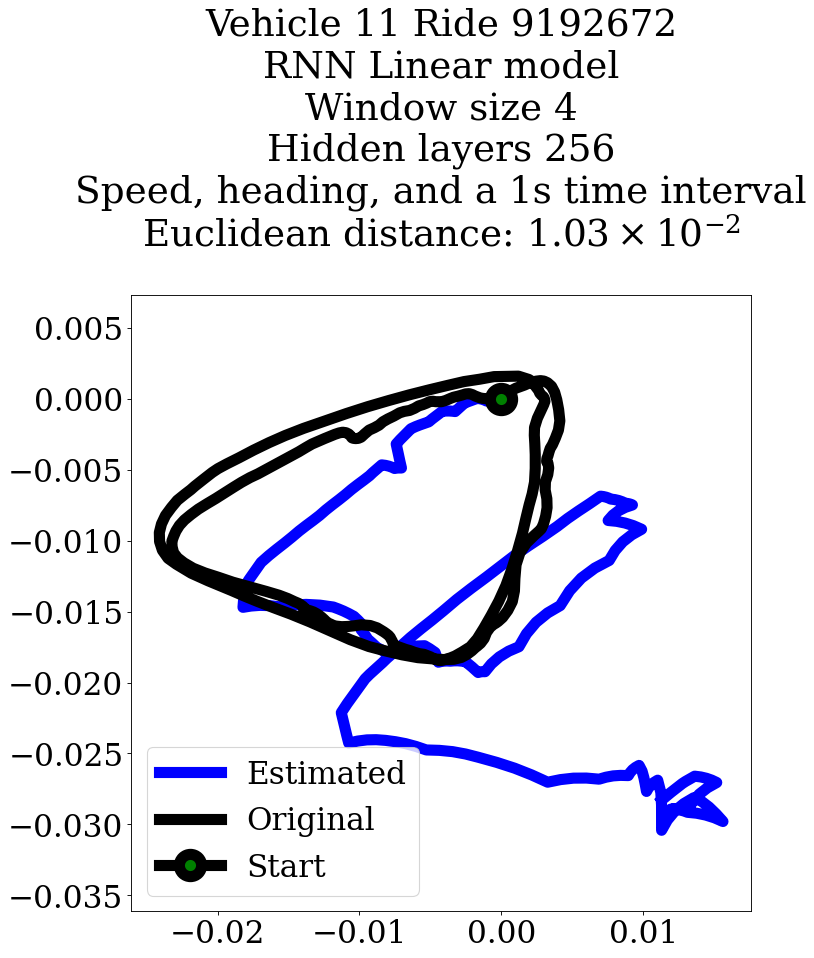 Vehicle 11 Ride 9192672
RNN Linear model
Window size 4
Hidden layers 256
Speed, heading, and a 1s time interval
Euclidean distance: 1.03 × 10⁻²
0.005
0.000
−0.005
−0.010
−0.015
−0.020
−0.025
−0.030
−0.035
Estimated
Original
Start
−0.02
−0.01
0.00
0.01